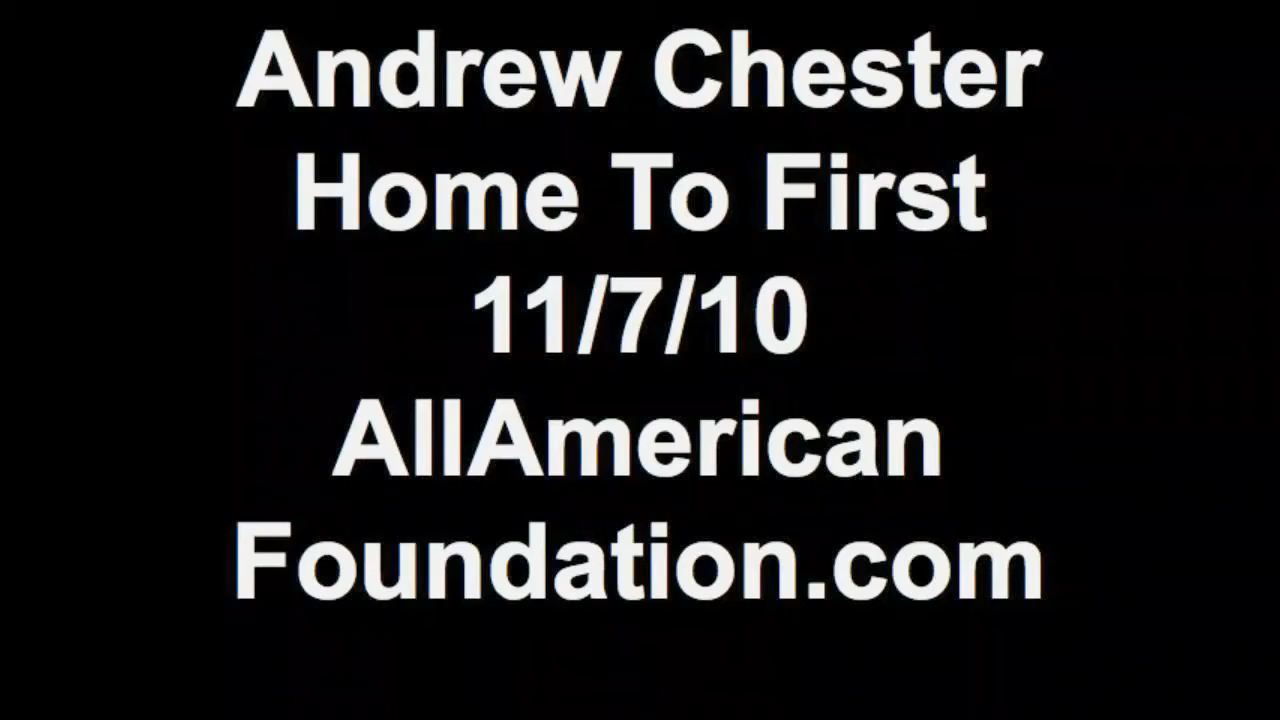 Andrew Chester
Home To First
11/7/10
AllAmerican
Foundation.com